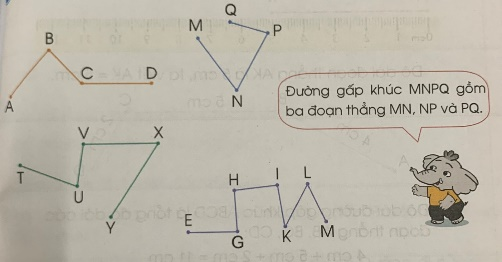 Q
M
P
B
C
D
A
N
Đường gấp khúc MNPQ gồm
ba đoạn thẳng MN, NP và PQ.
V
X
T
U
Y
H
I
L
E
G
K
M